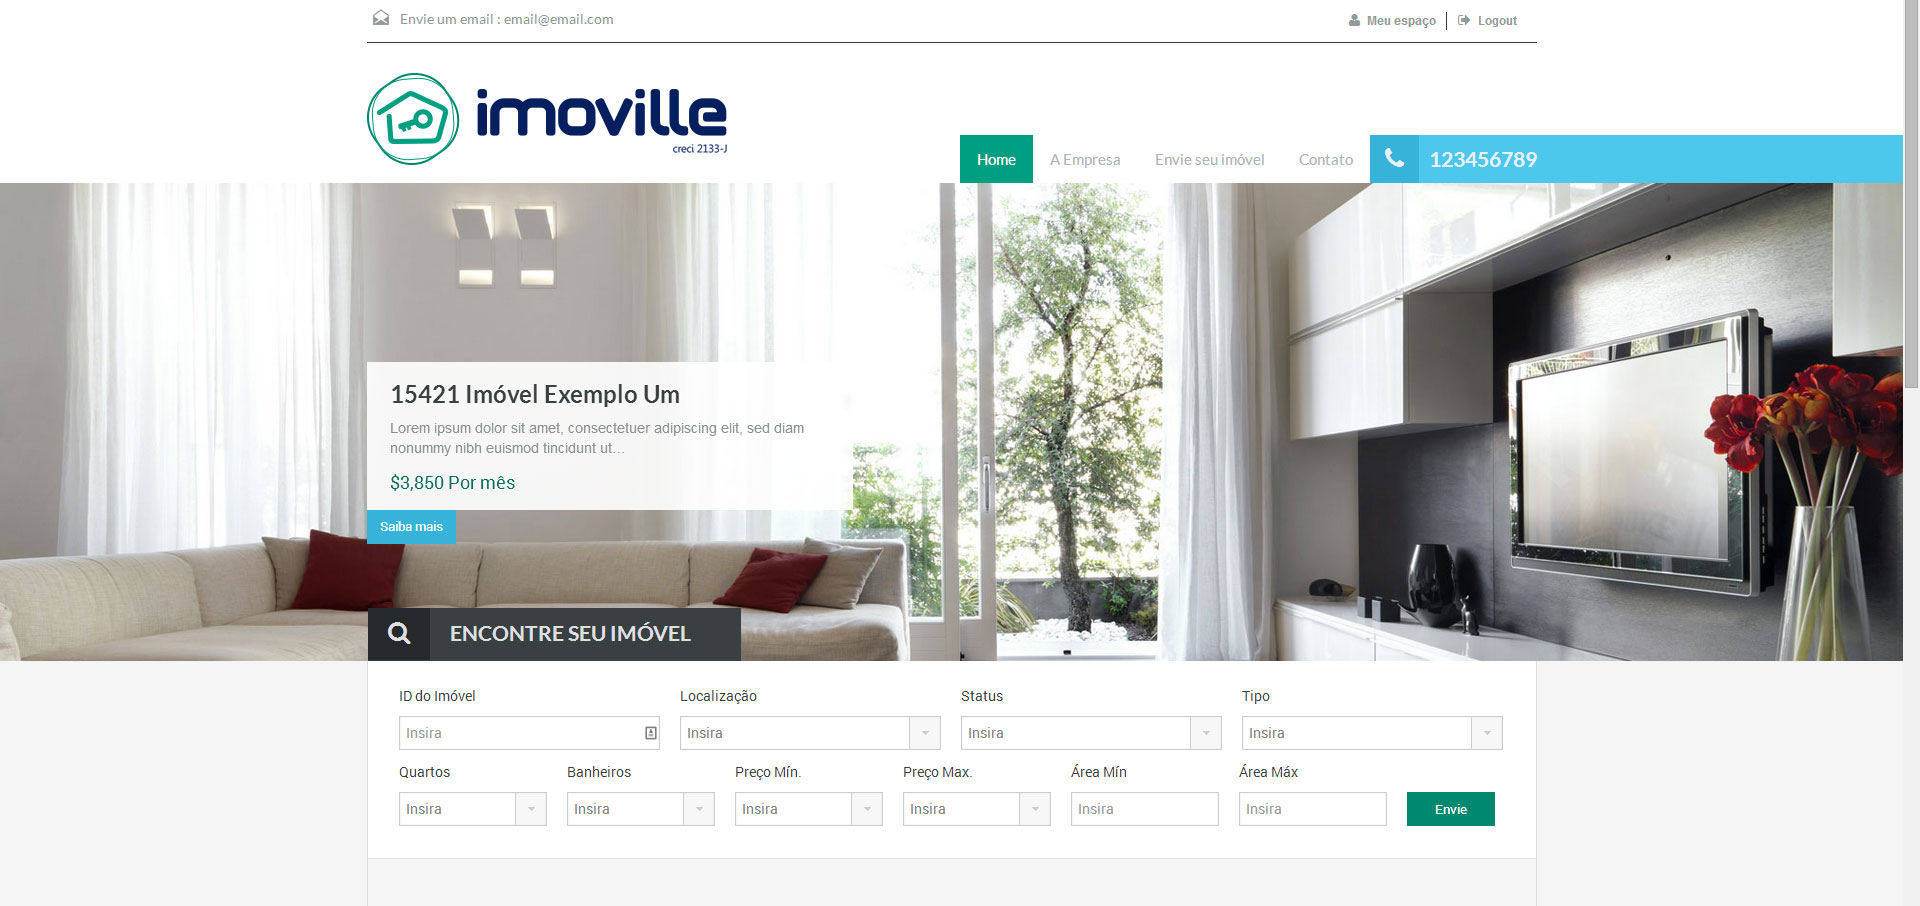 Envie um email : email@email.com
Meu espaço
Logout
imoville
creci 2133-J
Home
A Empresa
Envie seu imóvel
Contato
123456789
15421 Imóvel Exemplo Um
Lorem ipsum dolor sit amet, consectetuer adipiscing elit, sed diam
nonummy nibh euismod tincidunt ut...
$3,850 Por mês
Saiba mais
ENCONTRE SEU IMÓVEL
ID do Imóvel
Localização
Status
Tipo
Insira
Insira
Insira
Insira
Quartos
Banheiros
Preço Mín.
Preço Max.
Área Mín
Área Máx
Insira
Insira
Insira
Insira
Insira
Insira
Envie